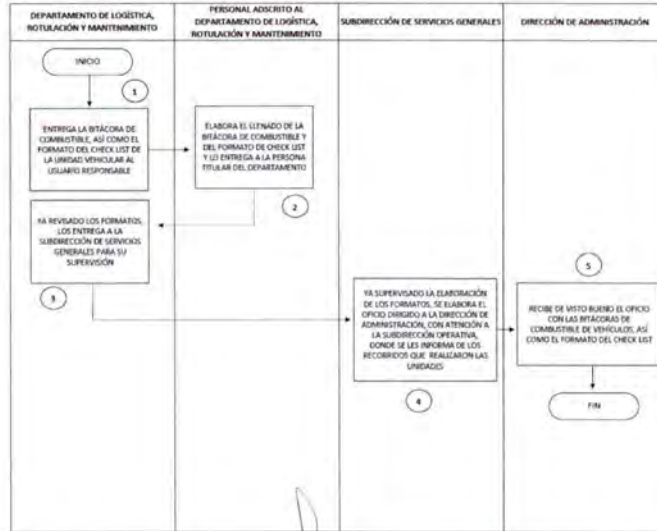 DEPARTAMENTO DE LOGÍSTICA,
ROTULACIÓN Y MANTENIMIENTO
PERSONAL ADSCRITO AL
DEPARTAMENTO DE LOGÍSTICA,
ROTULACIÓN Y MANTENIMIENTO
SUBDIRECCIÓN DE SERVICIOS GENERALES
DIRECCIÓN DE ADMINISTRACIÓN
INICIO
1
ENTREGA LA BITÁCORA DE
COMBUSTIBLE, ASÍ COMO EL
FORMATO DEL CHECK LIST DE
LA UNIDAD VEHICULAR AL
USUARIO RESPONSABLE
ELABORA EL LLENADO DE LA
BITÁCORA DE COMBUSTIBLE Y
DEL FORMATO DE CHECK LIST
Y LO ENTREGA A LA PERSONA
TITULAR DEL DEPARTAMENTO
2
YA REVISADO LOS FORMATOS,
LOS ENTREGA A LA
SUBDIRECCIÓN DE SERVICIOS
GENERALES PARA SU
SUPERVISIÓN
3
YA SUPERVISADO LA ELABORACIÓN
DE LOS FORMATOS, SE ELABORA EL
OFICIO DIRIGIDO A LA DIRECCIÓN DE
ADMINISTRACIÓN, CON ATENCIÓN A
LA SUBDIRECCIÓN OPERATIVA,
DONDE SE LES INFORMA DE LOS
RECORRIDOS QUE REALIZARON LAS
UNIDADES
4
5
RECIBE DE VISTO BUENO EL OFICIO
CON LAS BITÁCORAS DE
COMBUSTIBLE DE VEHÍCULOS, ASÍ
COMO EL FORMATO DEL CHECK LIST
FIN